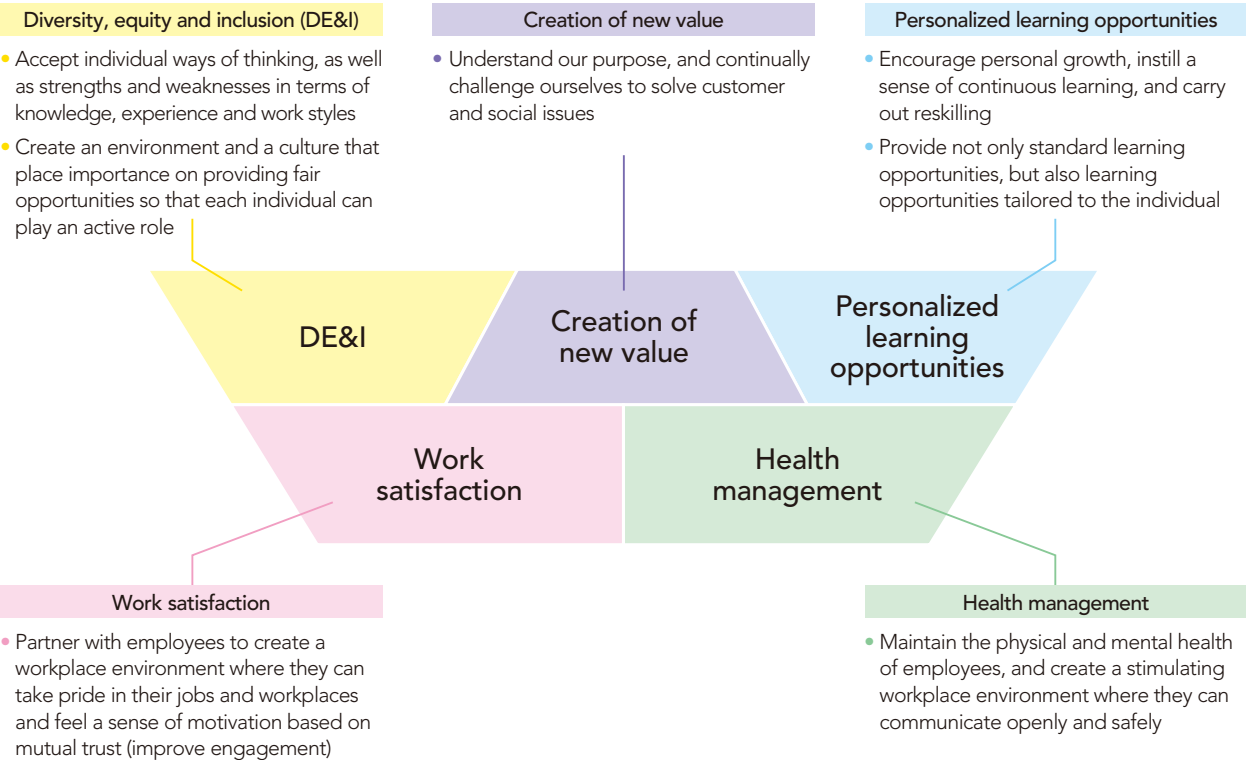 Diversity, equity and inclusion (DE&I)
• Accept individual ways of thinking, as well
as strengths and weaknesses in terms of
knowledge, experience and work styles
• Create an environment and a culture that
place importance on providing fair
opportunities so that each individual can
play an active role
Creation of new value
• Understand our purpose, and continually
challenge ourselves to solve customer
and social issues
Personalized learning opportunities
• Encourage personal growth, instill a
sense of continuous learning, and carry
out reskilling
• Provide not only standard learning
opportunities, but also learning
opportunities tailored to the individual
DE&I
Creation of
new value
Personalized
learning
opportunities
Work
satisfaction
Health
management
Work satisfaction
• Partner with employees to create a
workplace environment where they can
take pride in their jobs and workplaces
and feel a sense of motivation based on
mutual trust (improve engagement)
Health management
• Maintain the physical and mental health
of employees, and create a stimulating
workplace environment where they can
communicate openly and safely